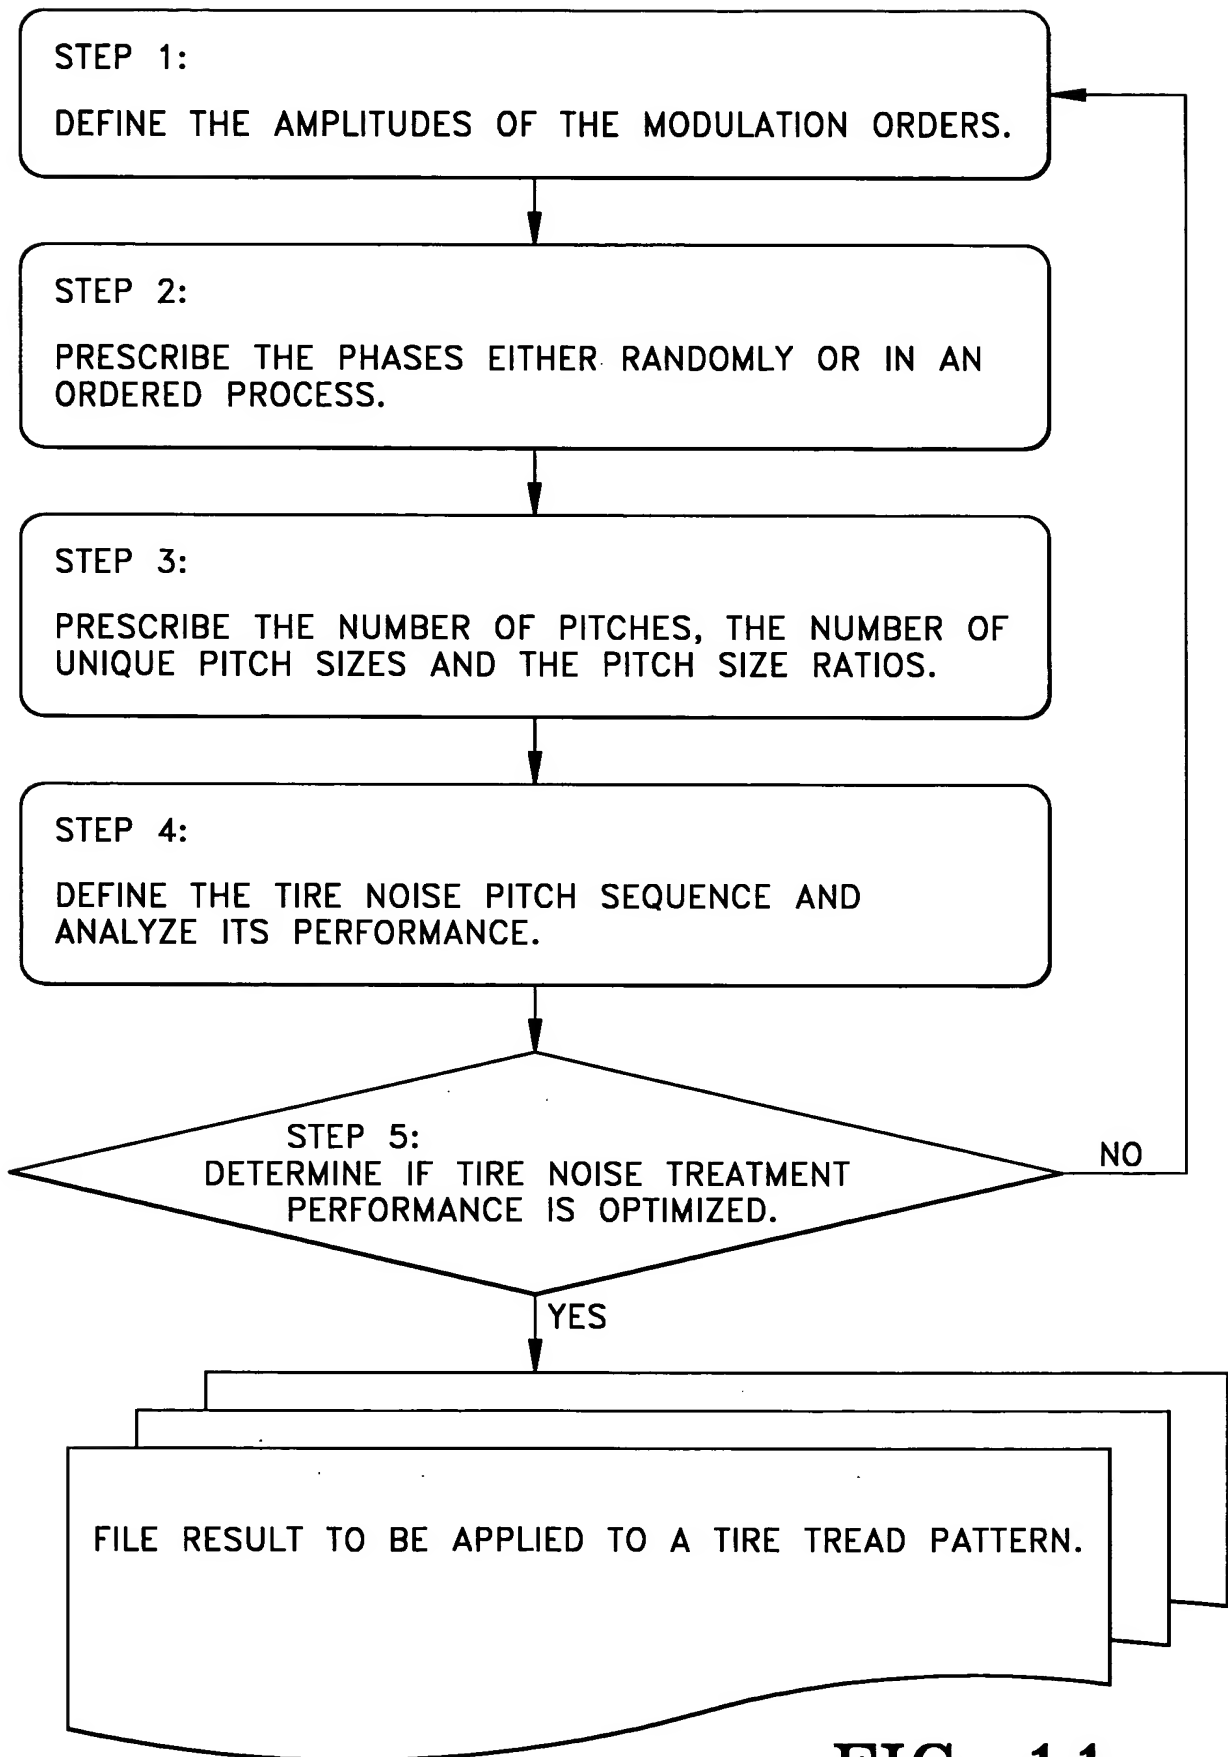 STEP 1:
DEFINE THE AMPLITUDES OF THE MODULATION ORDERS.
STEP 2:
PRESCRIBE THE PHASES EITHER RANDOMLY OR IN AN
ORDERED PROCESS.
STEP 3:
PRESCRIBE THE NUMBER OF PITCHES, THE NUMBER OF
UNIQUE PITCH SIZES AND THE PITCH SIZE RATIOS.
STEP 4:
DEFINE THE TIRE NOISE PITCH SEQUENCE AND
ANALYZE ITS PERFORMANCE.
STEP 5:
DETERMINE IF TIRE NOISE TREATMENT
PERFORMANCE IS OPTIMIZED.
NO
YES
FILE RESULT TO BE APPLIED TO A TIRE TREAD PATTERN.
FIG. 11